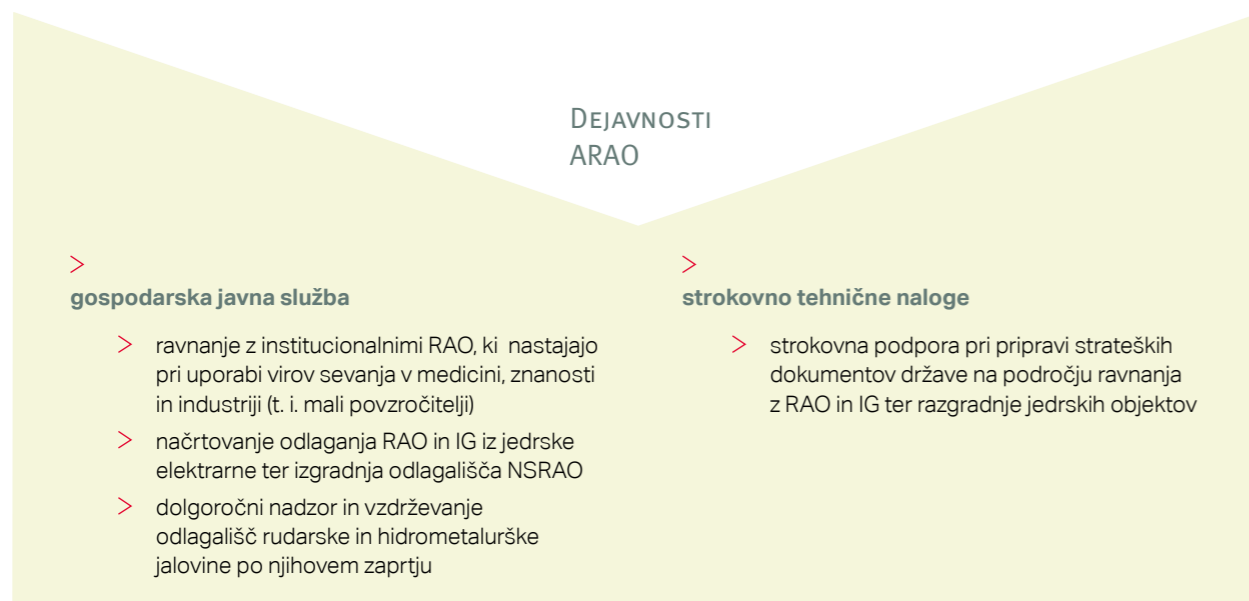 DEJAVNOSTI
ARAO
>
gospodarska javna služba
> ravnanje z institucionalnimi RAO, ki nastajajo
pri uporabi virov sevanja v medicini, znanosti
in industriji (t. i. mali povzročitelji)
> načrtovanje odlaganja RAO in IG iz jedrske
elektrarne ter izgradnja odlagališča NSRAO
> dolgoročni nadzor in vzdrževanje
odlagališč rudarske in hidrometalurške
jalovine po njihovem zaprtju
>
strokovno tehnične naloge
> strokovna podpora pri pripravi strateških
dokumentov države na področju ravnanja
z RAO in IG ter razgradnje jedrskih objektov